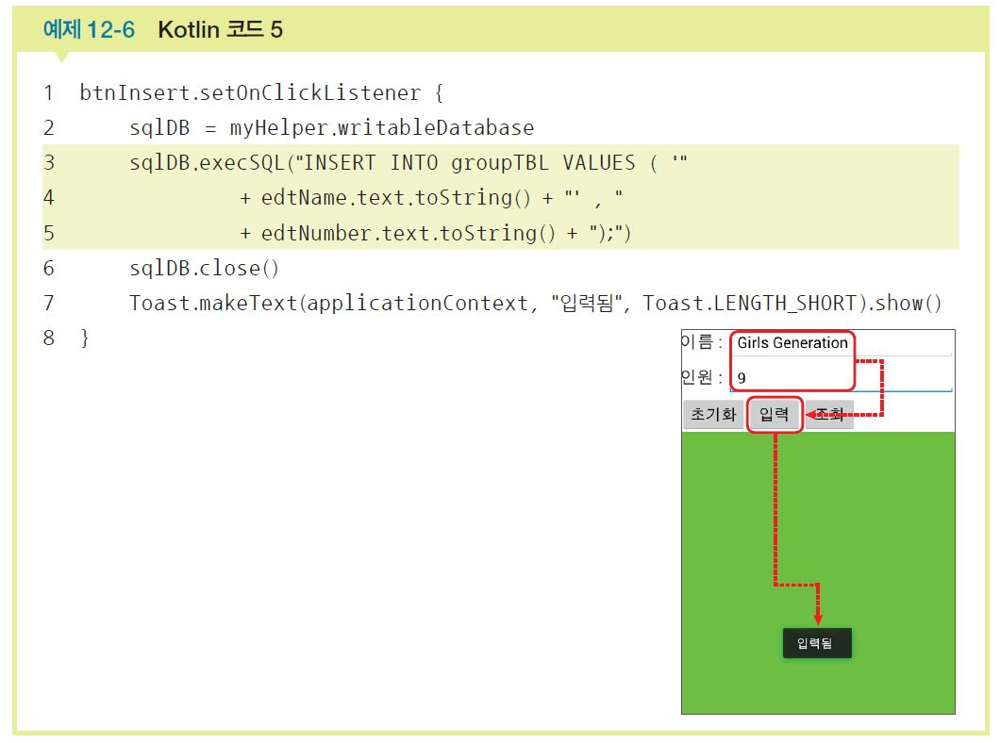 예제 12-6 Kotlin 코드 5
1 btnInsert.setOnClickListener {
2 sqlDB = myHelper.writableDatabase
3 sqlDB.execSQL("INSERT INTO groupTBL VALUES ( '"
4 + edtName.text.toString() + "' , "
5 + edtNumber.text.toString() + ");")
6 sqlDB.close()
7 Toast.makeText(applicationContext, "입력됨", Toast.LENGTH_SHORT).show()
8 }
이름 : Girls Generation
인원 : 9
초기화 입력 조회
입력됨